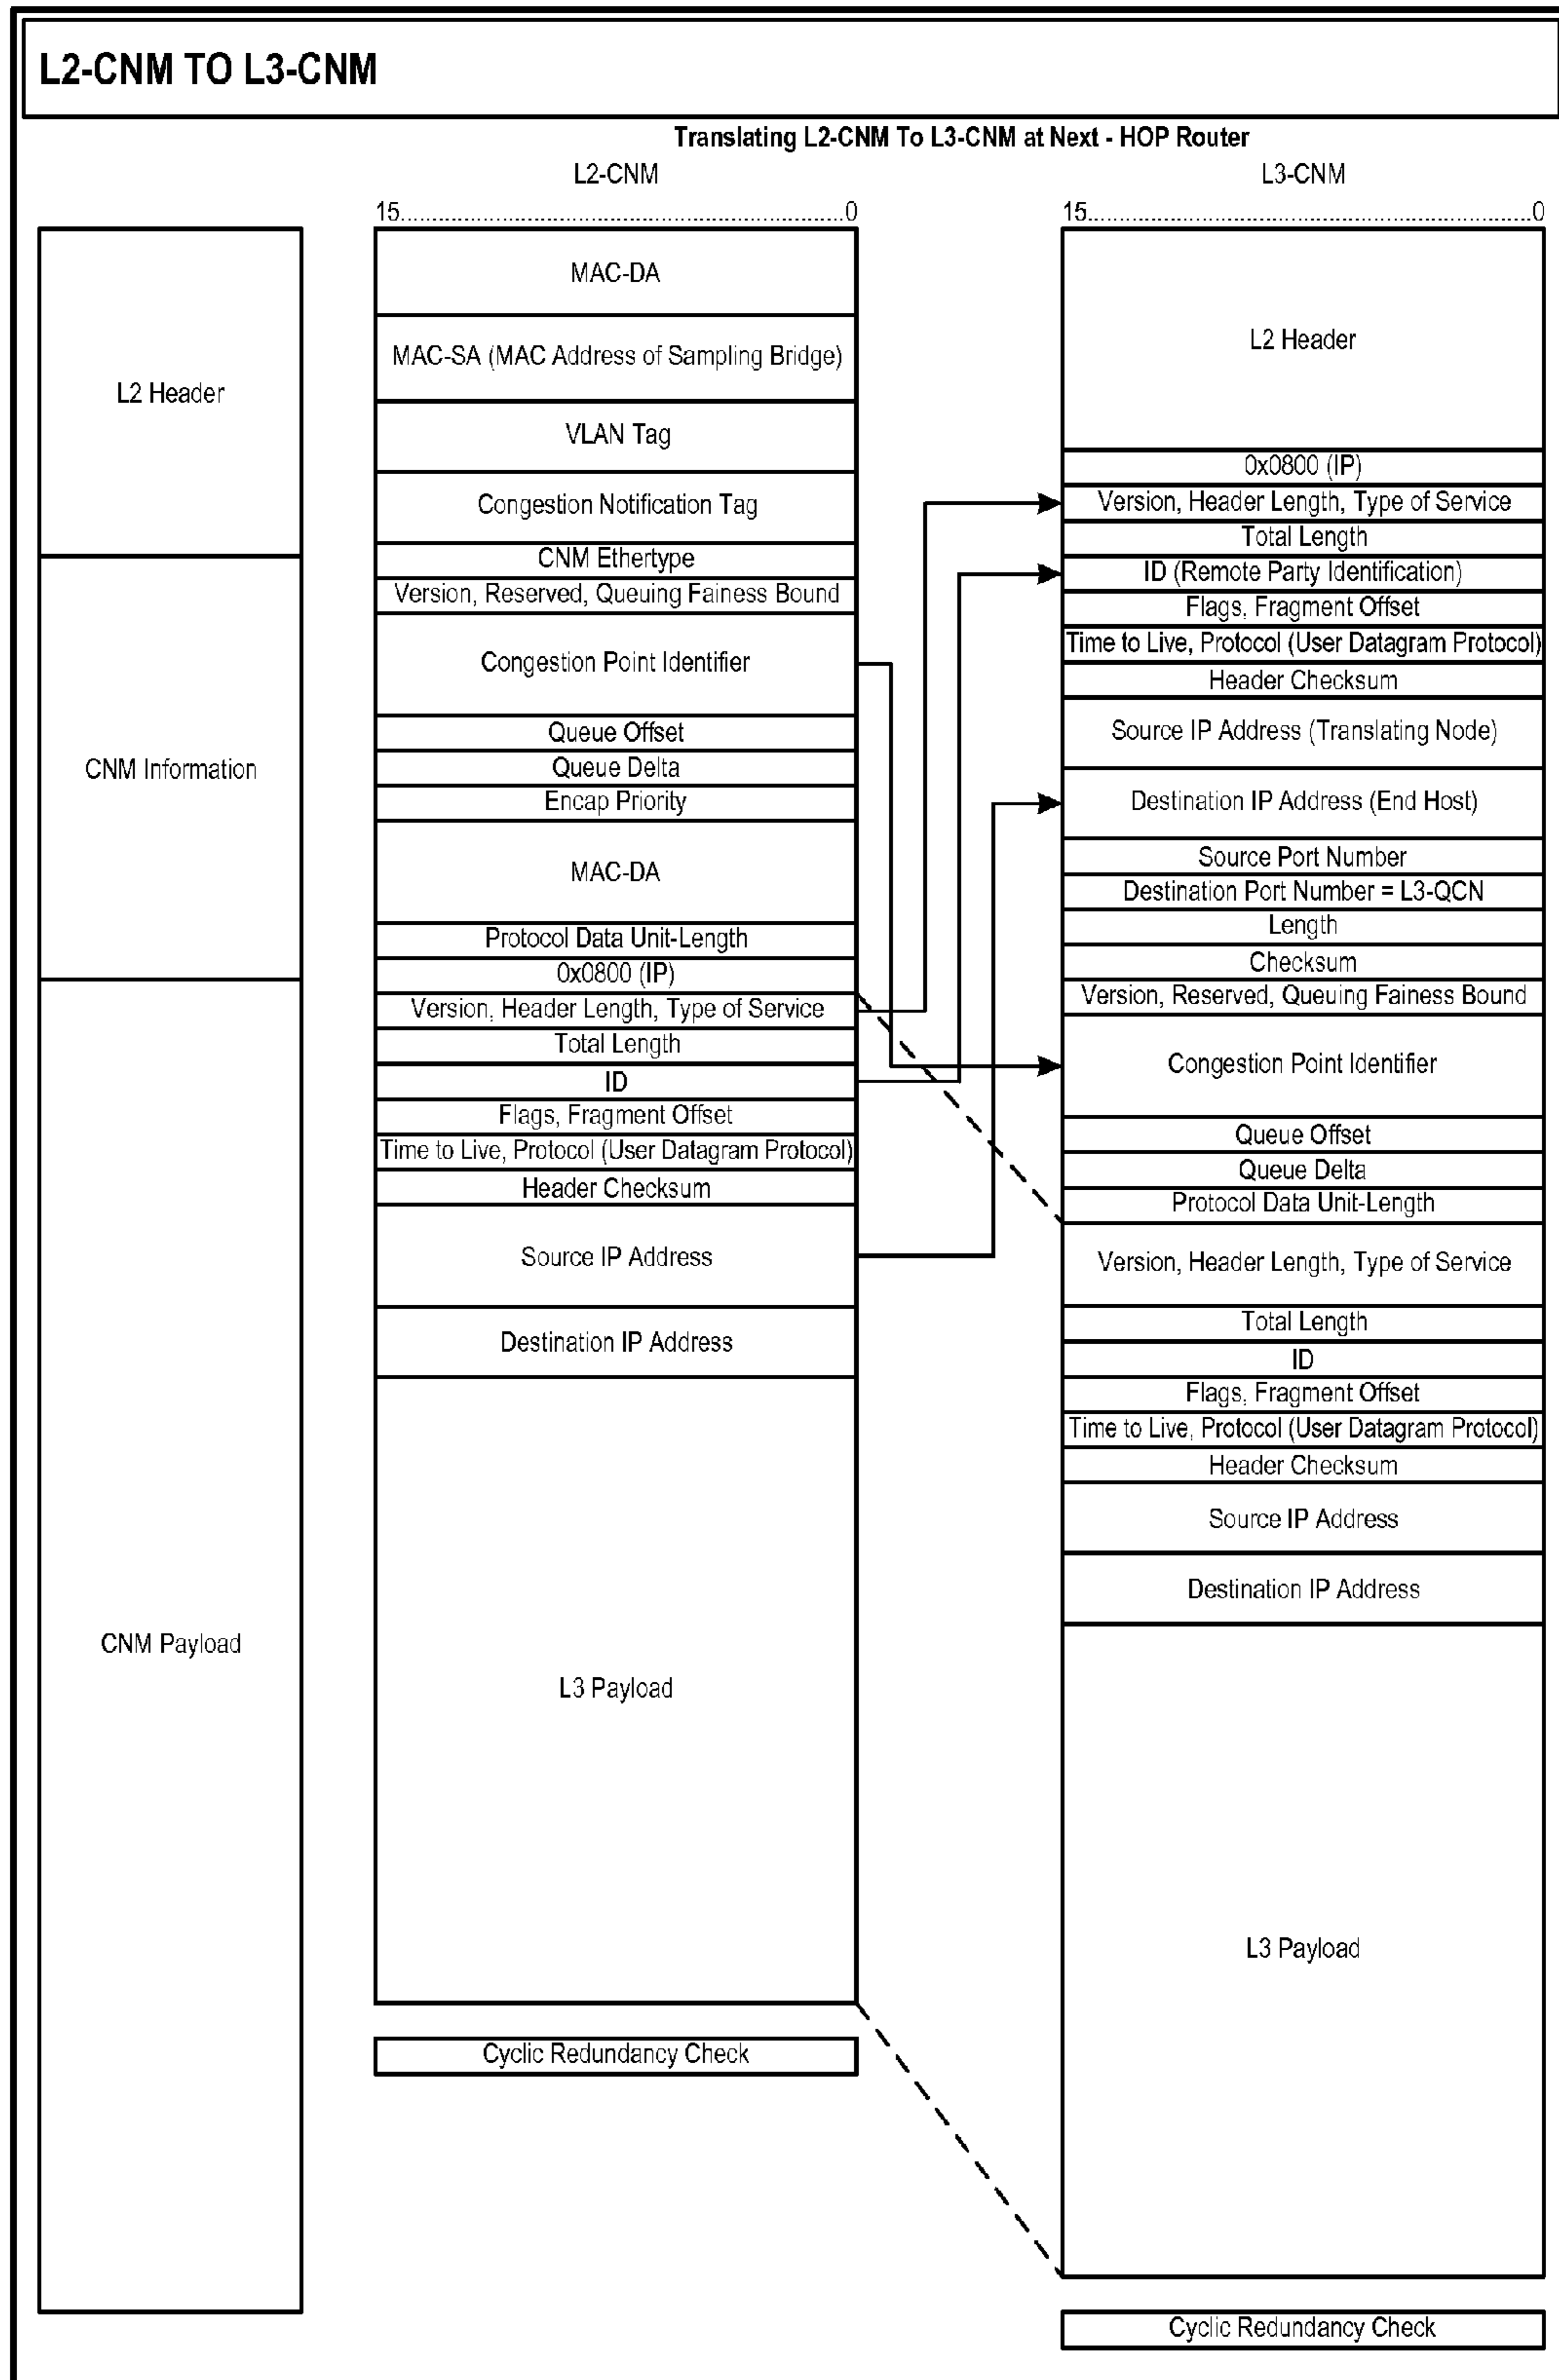 L2-CNM TO L3-CNM
Translating L2-CNM To L3-CNM at Next - HOP Router
L2 Header
CNM Information
CNM Payload
L2-CNM
15......................................................................0
MAC-DA
MAC-SA (MAC Address of Sampling Bridge)
VLAN Tag
Congestion Notification Tag
CNM Ethertype
Version, Reserved, Queuing Fainess Bound
Congestion Point Identifier
Queue Offset
Queue Delta
Encap Priority
MAC-DA
Protocol Data Unit-Length
0x0800 (IP)
Version, Header Length, Type of Service
Total Length
ID
Flags, Fragment Offset
Time to Live, Protocol (User Datagram Protocol)
Header Checksum
Source IP Address
Destination IP Address
L3 Payload
Cyclic Redundancy Check
L3-CNM
15......................................................................0
L2 Header
0x0800 (IP)
Version, Header Length, Type of Service
Total Length
ID (Remote Party Identification)
Flags, Fragment Offset
Time to Live, Protocol (User Datagram Protocol)
Header Checksum
Source IP Address (Translating Node)
Destination IP Address (End Host)
Source Port Number
Destination Port Number = L3-QCN
Length
Checksum
Version, Reserved, Queuing Fainess Bound
Congestion Point Identifier
Queue Offset
Queue Delta
Protocol Data Unit-Length
Version, Header Length, Type of Service
Total Length
ID
Flags, Fragment Offset
Time to Live, Protocol (User Datagram Protocol)
Header Checksum
Source IP Address
Destination IP Address
L3 Payload
Cyclic Redundancy Check